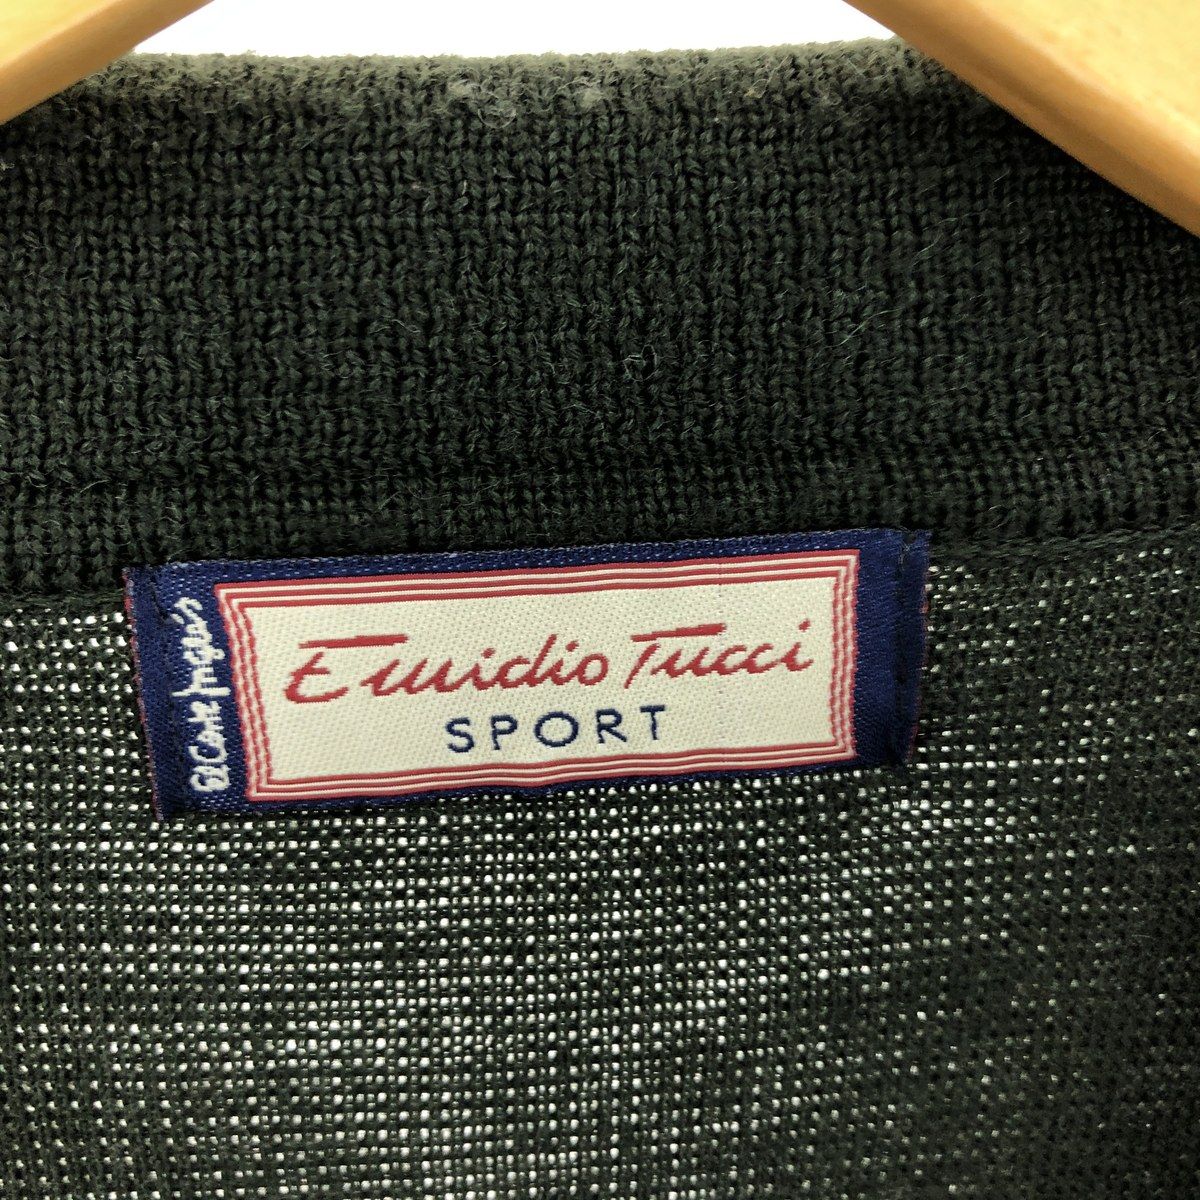 El Corte Inglés
Emidio Tucci
SPORT